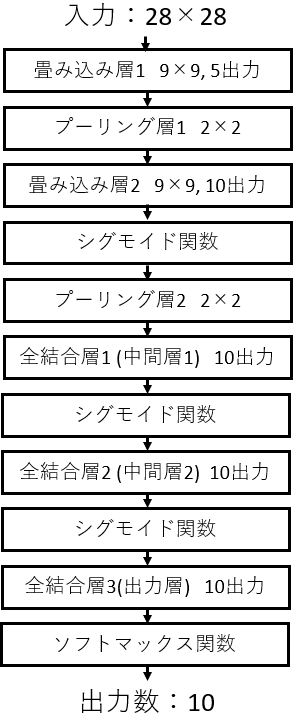 入力：28×28
畳み込み層1 9×9, 5出力
プーリング層1 2×2
畳み込み層2 9×9, 10出力
シグモイド関数
プーリング層2 2×2
全結合層1 (中間層1) 10出力
シグモイド関数
全結合層2 (中間層2) 10出力
シグモイド関数
全結合層3(出力層) 10出力
ソフトマックス関数
出力数：10